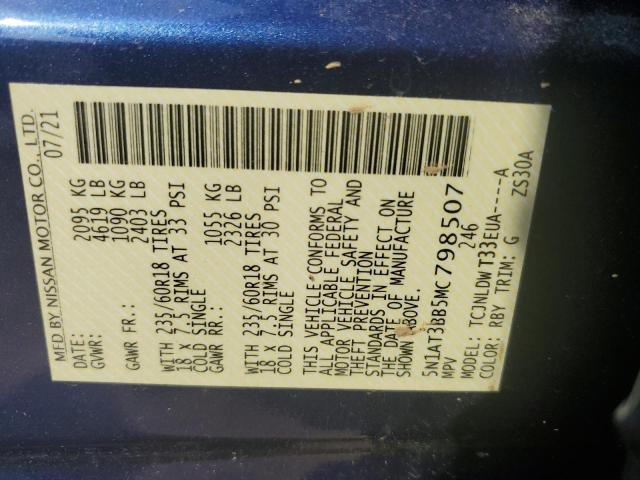 MFD BY NISSAN MOTOR CO., LTD.
DATE: 07/21
GVWR: 2095 KG
4619 LB
GAWR FR.: 1090 KG
2403 LB
WITH 235/60R18 TIRES
18 X 7.5 RIMS AT 33 PSI
COLD SINGLE
GAWR RR.: 1055 KG
2326 LB
WITH 235/60R18 TIRES
18 X 7.5 RIMS AT 30 PSI
COLD SINGLE
THIS VEHICLE CONFORMS TO
ALL APPLICABLE FEDERAL
MOTOR VEHICLE SAFETY AND
THEFT PREVENTION
STANDARDS IN EFFECT ON
THE DATE OF MANUFACTURE
SHOWN ABOVE.
5N1AT3BB5MC798507
MPV 246
TCJNLDWT33EUA----A
MODEL:
COLOR: RBY TRIM: G ZS30A